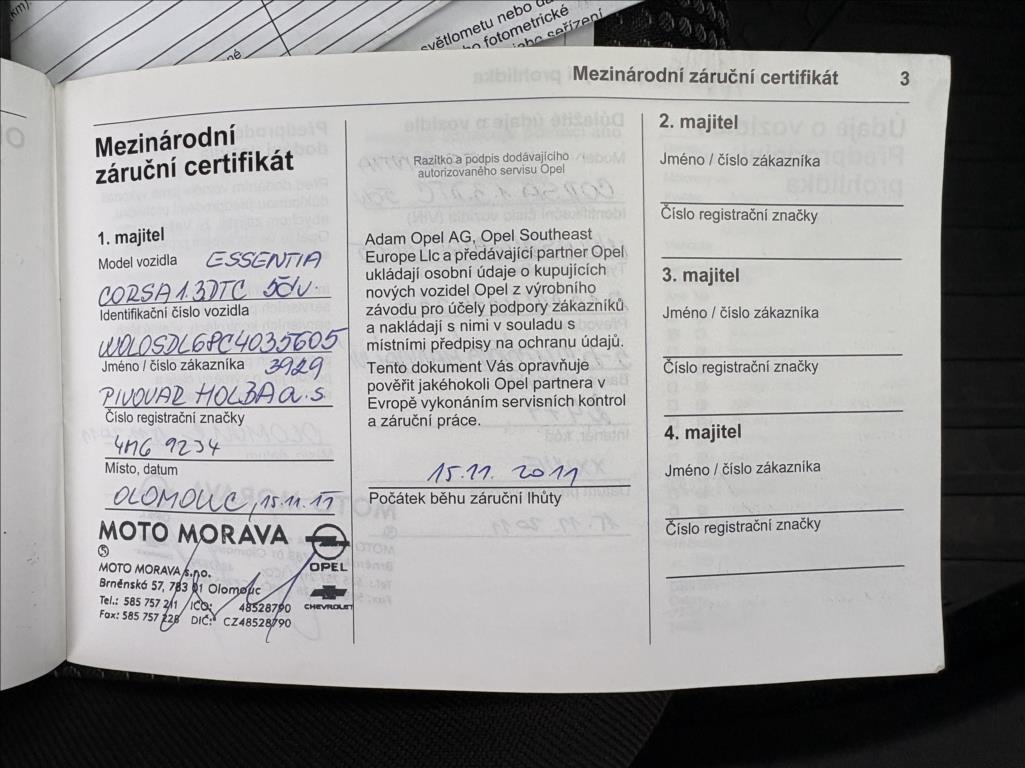 světlometu nebo
fotometrické
seřízení
Mezinárodní záruční certifikát 3
Mezinárodní
záruční certifikát
1. majitel
Model vozidla ESSENTIA
CORSA 1.3DTC 5dv.
Identifikační číslo vozidla
W0L0SDL6PC4035605
Jméno / číslo zákazníka 3929
PIVOVAR HOLBA a.s
Číslo registrační značky
4M6 9234
Místo, datum
OLOMOUC, 15.11.11
MOTO MORAVA
MOTO MORAVA s.r.o.
Brněnská 57, 783 01 Olomouc
Tel.: 585 757 211 IČO: 48528790
Fax: 585 757 228 DIČ: CZ48528790
OPEL
CHEVROLET
Razítko a podpis dodávajícího
autorizovaného servisu Opel
Adam Opel AG, Opel Southeast
Europe Llc a předávající partner Opel
ukládají osobní údaje o kupujících
nových vozidel Opel z výrobního
závodu pro účely podpory zákazníků
a nakládají s nimi v souladu s
místními předpisy na ochranu údajů.
Tento dokument Vás opravňuje
pověřit jakéhokoli Opel partnera v
Evropě vykonáním servisních kontrol
a záruční práce.
15.11. 2011
Počátek běhu záruční lhůty
2. majitel
Jméno / číslo zákazníka
Číslo registrační značky
3. majitel
Jméno / číslo zákazníka
Číslo registrační značky
4. majitel
Jméno / číslo zákazníka
Číslo registrační značky